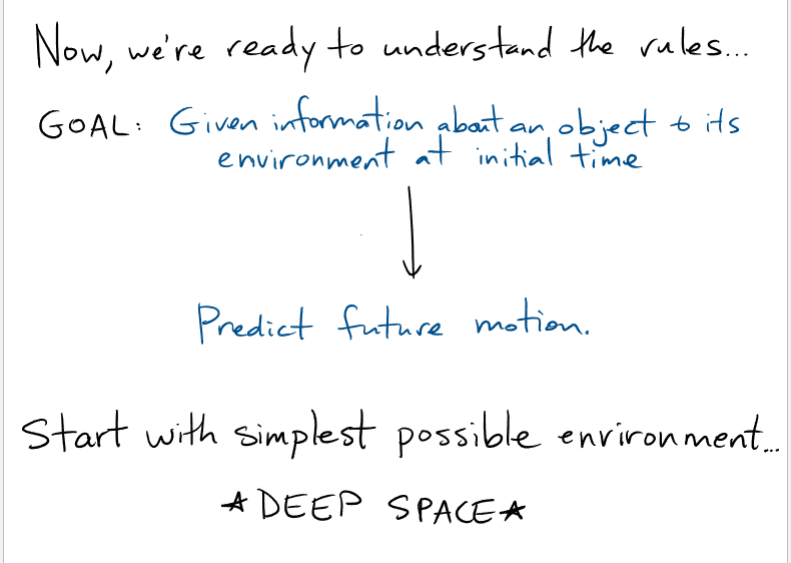 Now, we're ready to understand the rules...
GOAL: Given information about an object & its
environment at initial time
Predict future motion.
Start with simplest possible environment...
★DEEP SPACE★